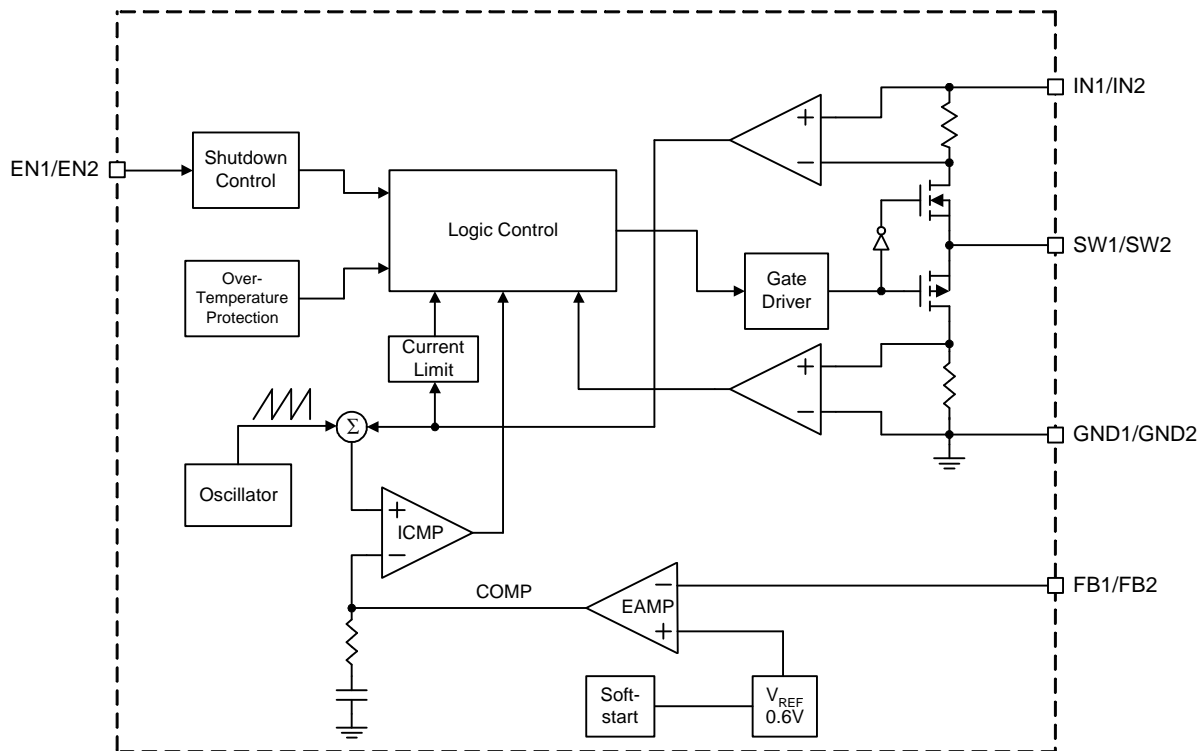 IN1/IN2
EN1/EN2
Shutdown
Control
+
−
Logic Control
SW1/SW2
Over-
Temperature
Protection
Gate
Driver
Current
Limit
+
−
Σ
GND1/GND2
Oscillator
+
ICMP
−
COMP
−
EAMP
+
FB1/FB2
Soft-
start
VREF
0.6V